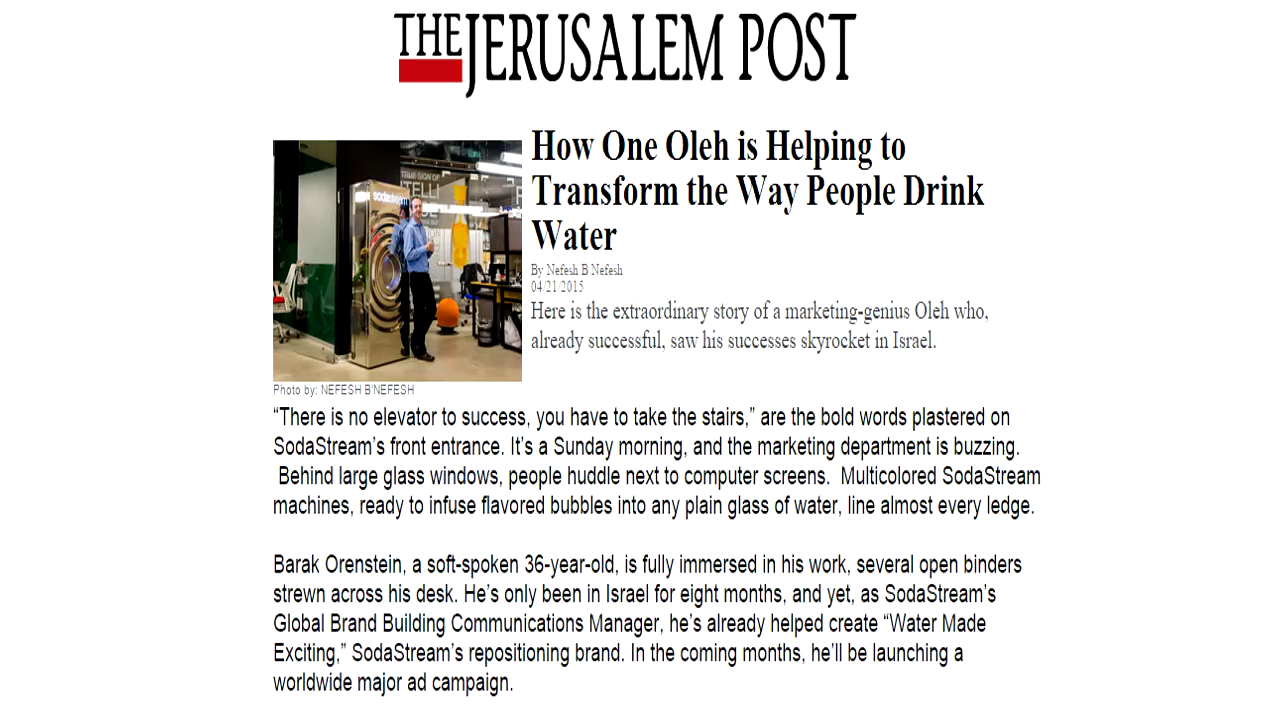 THE JERUSALEM POST
How One Oleh is Helping to
Transform the Way People Drink
Water
By Nefesh B Nefesh
04/21/2015
Here is the extraordinary story of a marketing-genius Oleh who,
already successful, saw his successes skyrocket in Israel.
sodastream
TRUE SIGN OF
TELLI
Photo by: NEFESH B'NEFESH
“There is no elevator to success, you have to take the stairs,” are the bold words plastered on
SodaStream’s front entrance. It’s a Sunday morning, and the marketing department is buzzing.
Behind large glass windows, people huddle next to computer screens.  Multicolored SodaStream
machines, ready to infuse flavored bubbles into any plain glass of water, line almost every ledge.
Barak Orenstein, a soft-spoken 36-year-old, is fully immersed in his work, several open binders
strewn across his desk. He’s only been in Israel for eight months, and yet, as SodaStream’s
Global Brand Building Communications Manager, he’s already helped create “Water Made
Exciting,” SodaStream’s repositioning brand. In the coming months, he’ll be launching a
worldwide major ad campaign.